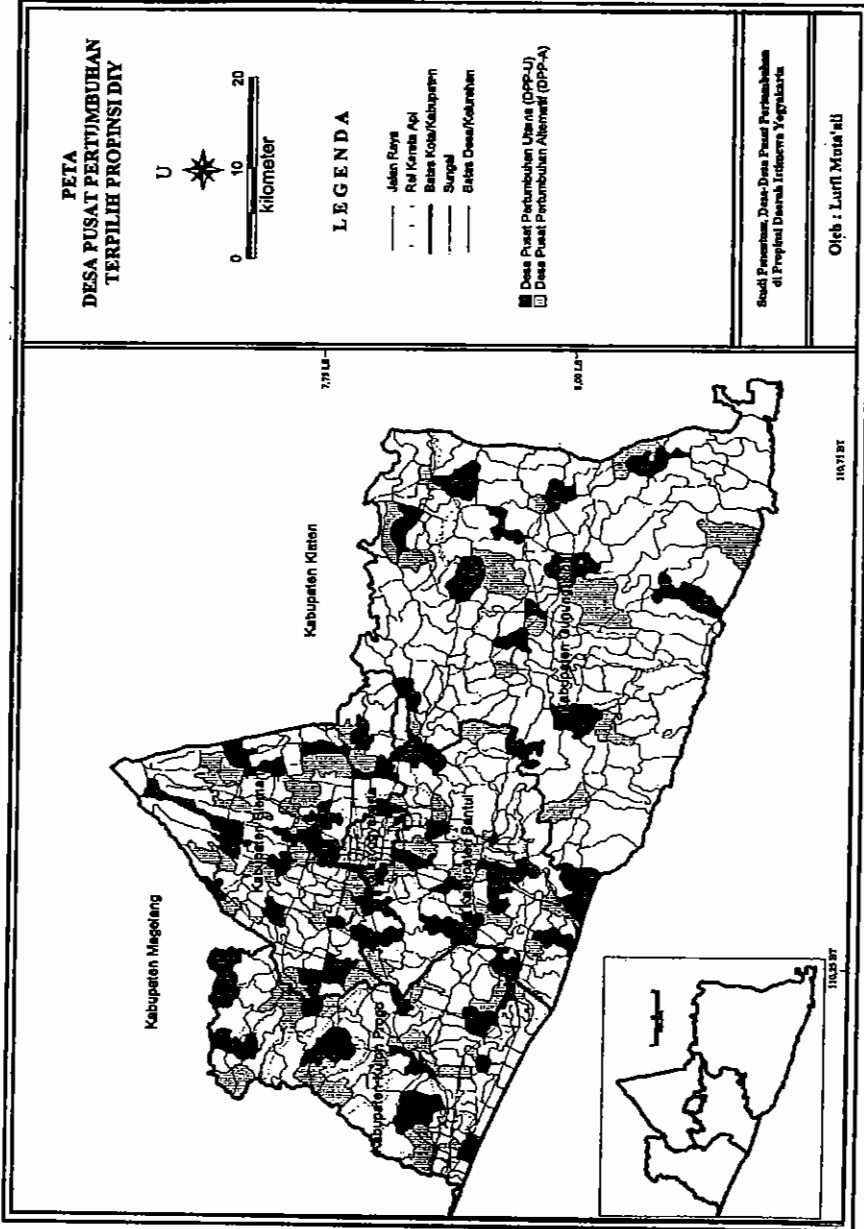 PETA
DESA PUSAT PERTUMBUHAN
TERPILIH PROPINSI DIY
U
0 10 20
kilometer
LEGENDA
Jalan Raya
Rel Kereta Api
Batas Kota/Kabupaten
Sungai
Batas Desa/Kelurahan
Desa Pusat Pertumbuhan Utama (DPP-U)
Desa Pusat Pertumbuhan Alternatif (DPP-A)
Studi Penentuan Desa-Desa Pusat Pertumbuhan
di Propinsi Daerah Istimewa Yogyakarta
Oleh : Lutfi Muta'ali
Kabupaten Magelang
Kabupaten Klaten
Kabupaten Sleman
Yogyakarta
Kabupaten Kulon Progo
Kabupaten Bantul
Kabupaten Gunungkidul
7,75 LS
8,00 LS
110,25 BT
110,75 BT